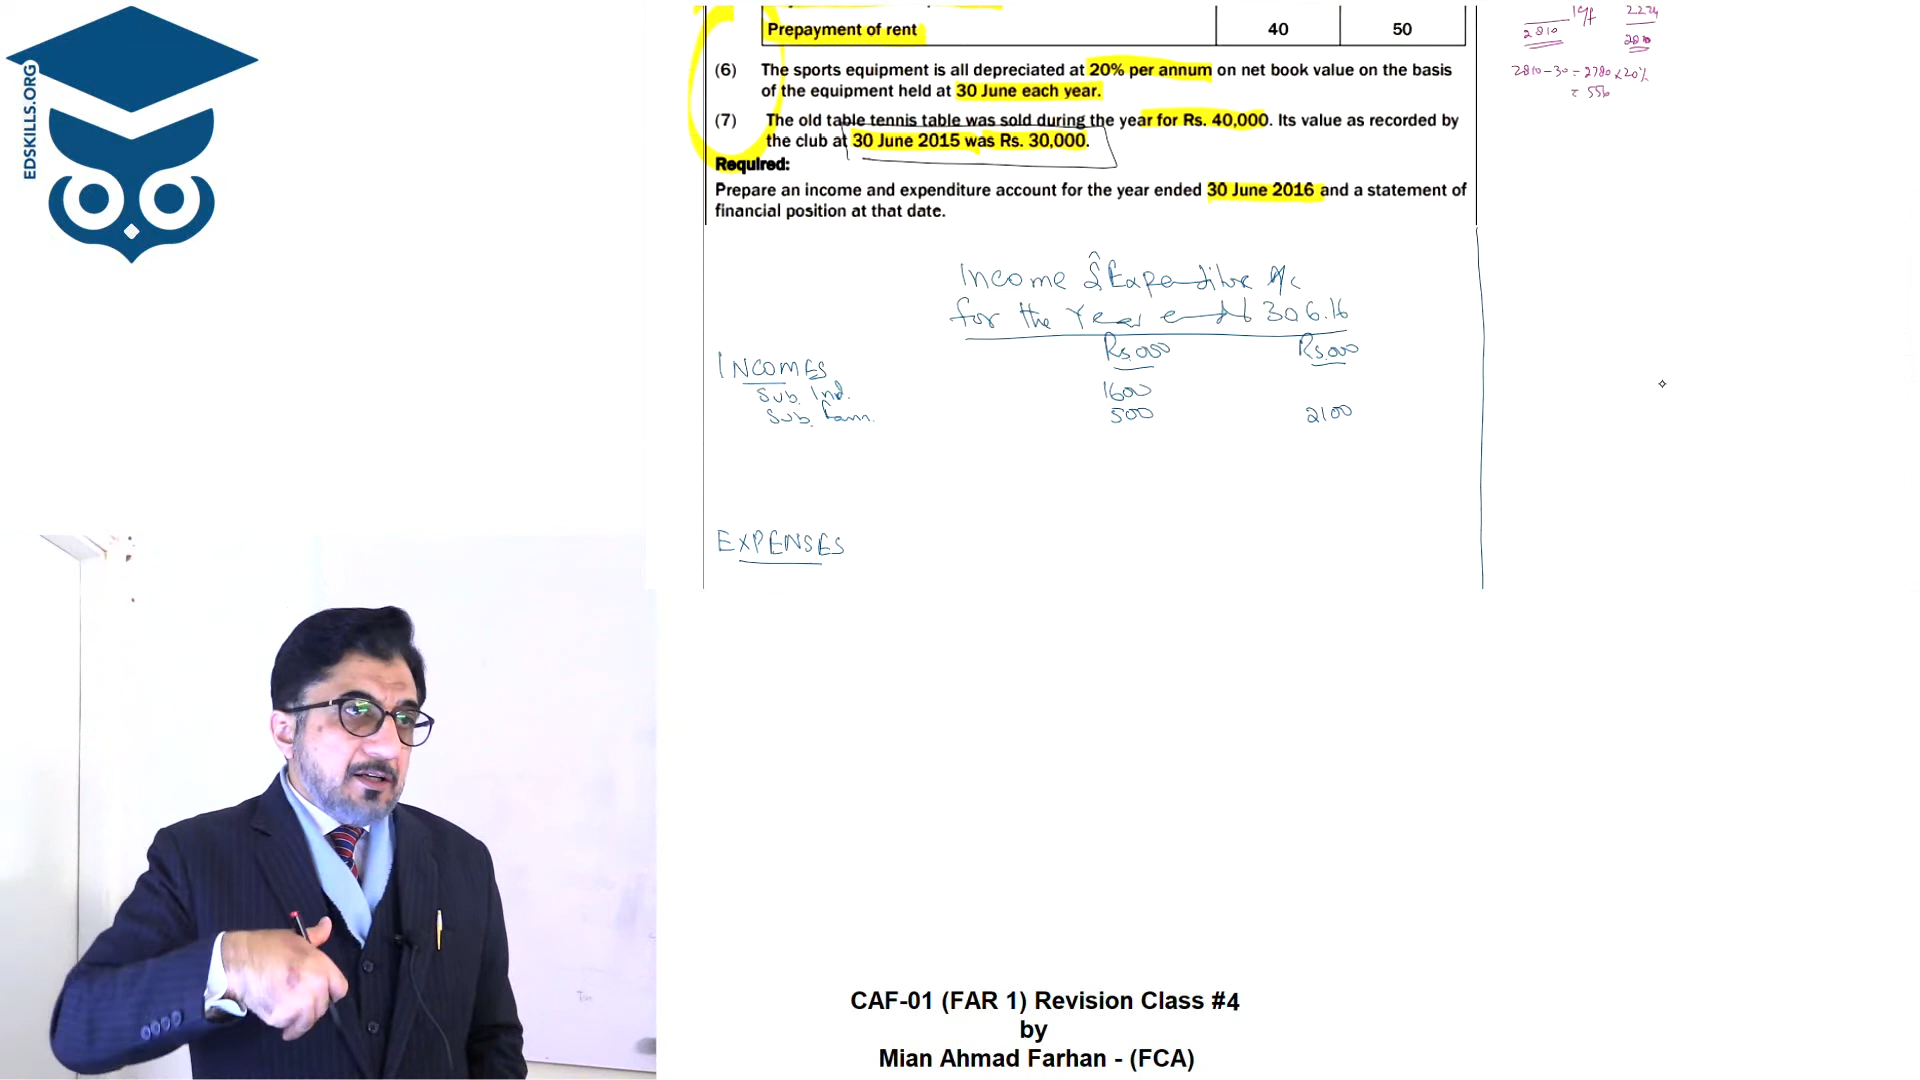 EDSKILLS.ORG
Prepayment of rent 40 50
(6) The sports equipment is all depreciated at 20% per annum on net book value on the basis
of the equipment held at 30 June each year.
(7) The old table tennis table was sold during the year for Rs. 40,000. Its value as recorded by
the club at 30 June 2015 was Rs. 30,000.
Required:
Prepare an income and expenditure account for the year ended 30 June 2016 and a statement of
financial position at that date.
2810
2224
2810 - 30 = 2780 x 20%
= 556
Income & Expenditure A/c
for the Year ended 30 6.16
Rs.000 Rs.000
INCOMES
Sub. Ind. 1600
Sub. 500 2100
EXPENSES
CAF-01 (FAR 1) Revision Class #4
by
Mian Ahmad Farhan - (FCA)